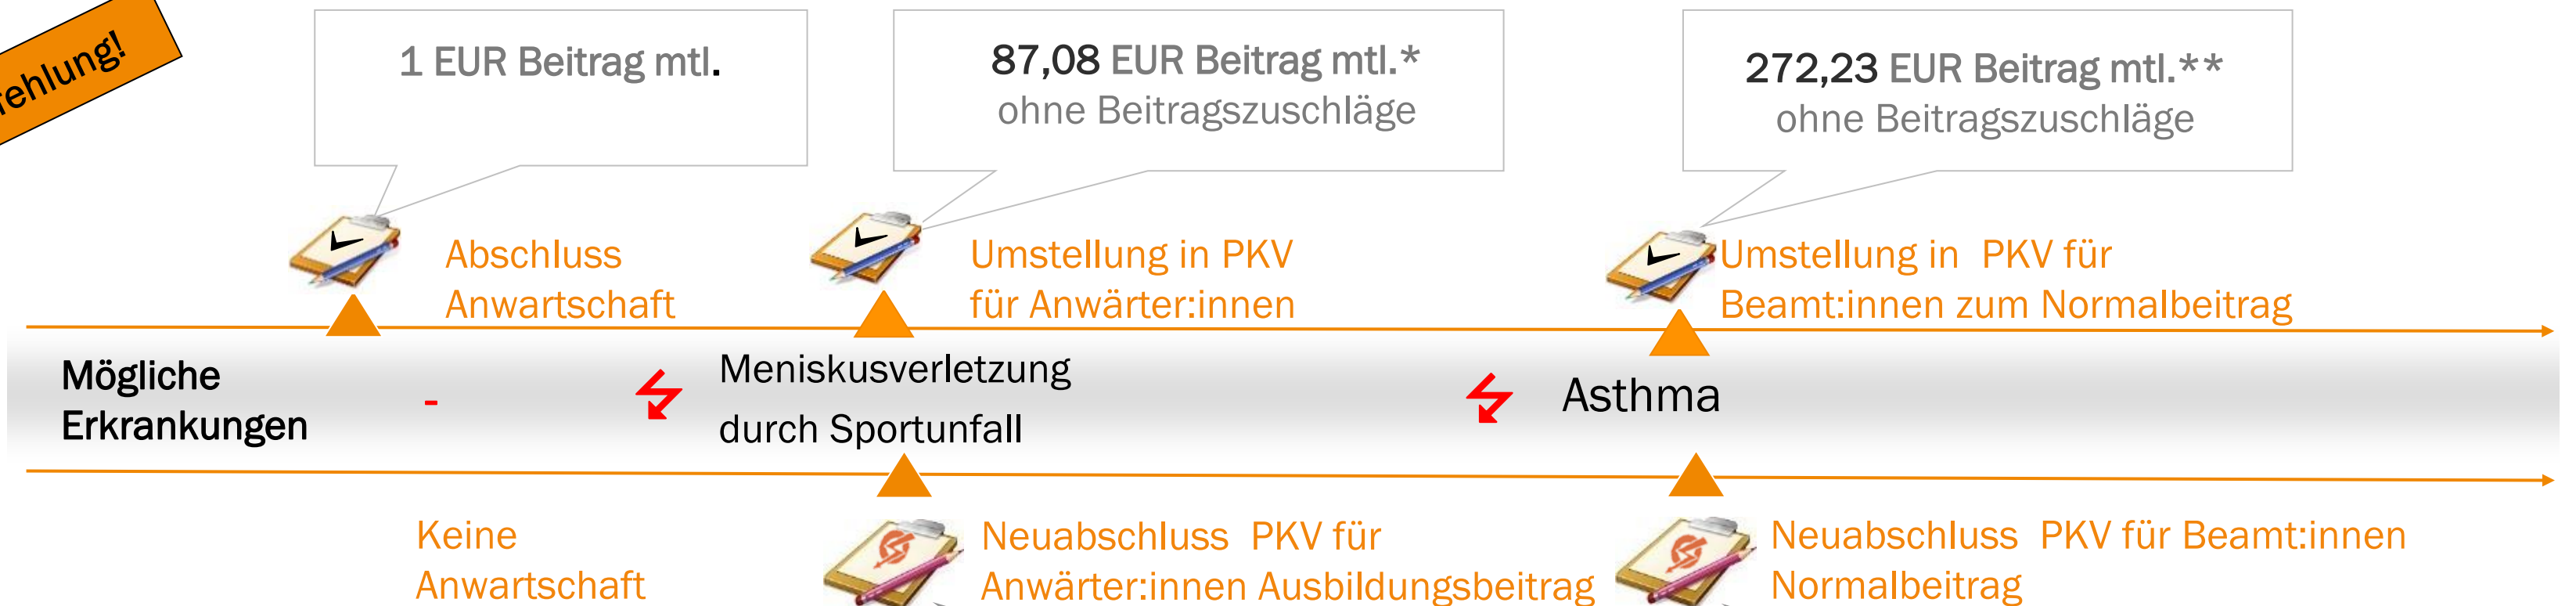 1 EUR Beitrag mtl.
87,08 EUR Beitrag mtl.*
ohne Beitragszuschläge
272,23 EUR Beitrag mtl.**
ohne Beitragszuschläge
Abschluss
Anwartschaft
Umstellung in PKV
für Anwärter:innen
Umstellung in PKV für
Beamt:innen zum Normalbeitrag
Mögliche
Erkrankungen
-
Meniskusverletzung
durch Sportunfall
Asthma
Keine
Anwartschaft
Neuabschluss PKV für
Anwärter:innen Ausbildungsbeitrag
Neuabschluss PKV für Beamt:innen
Normalbeitrag